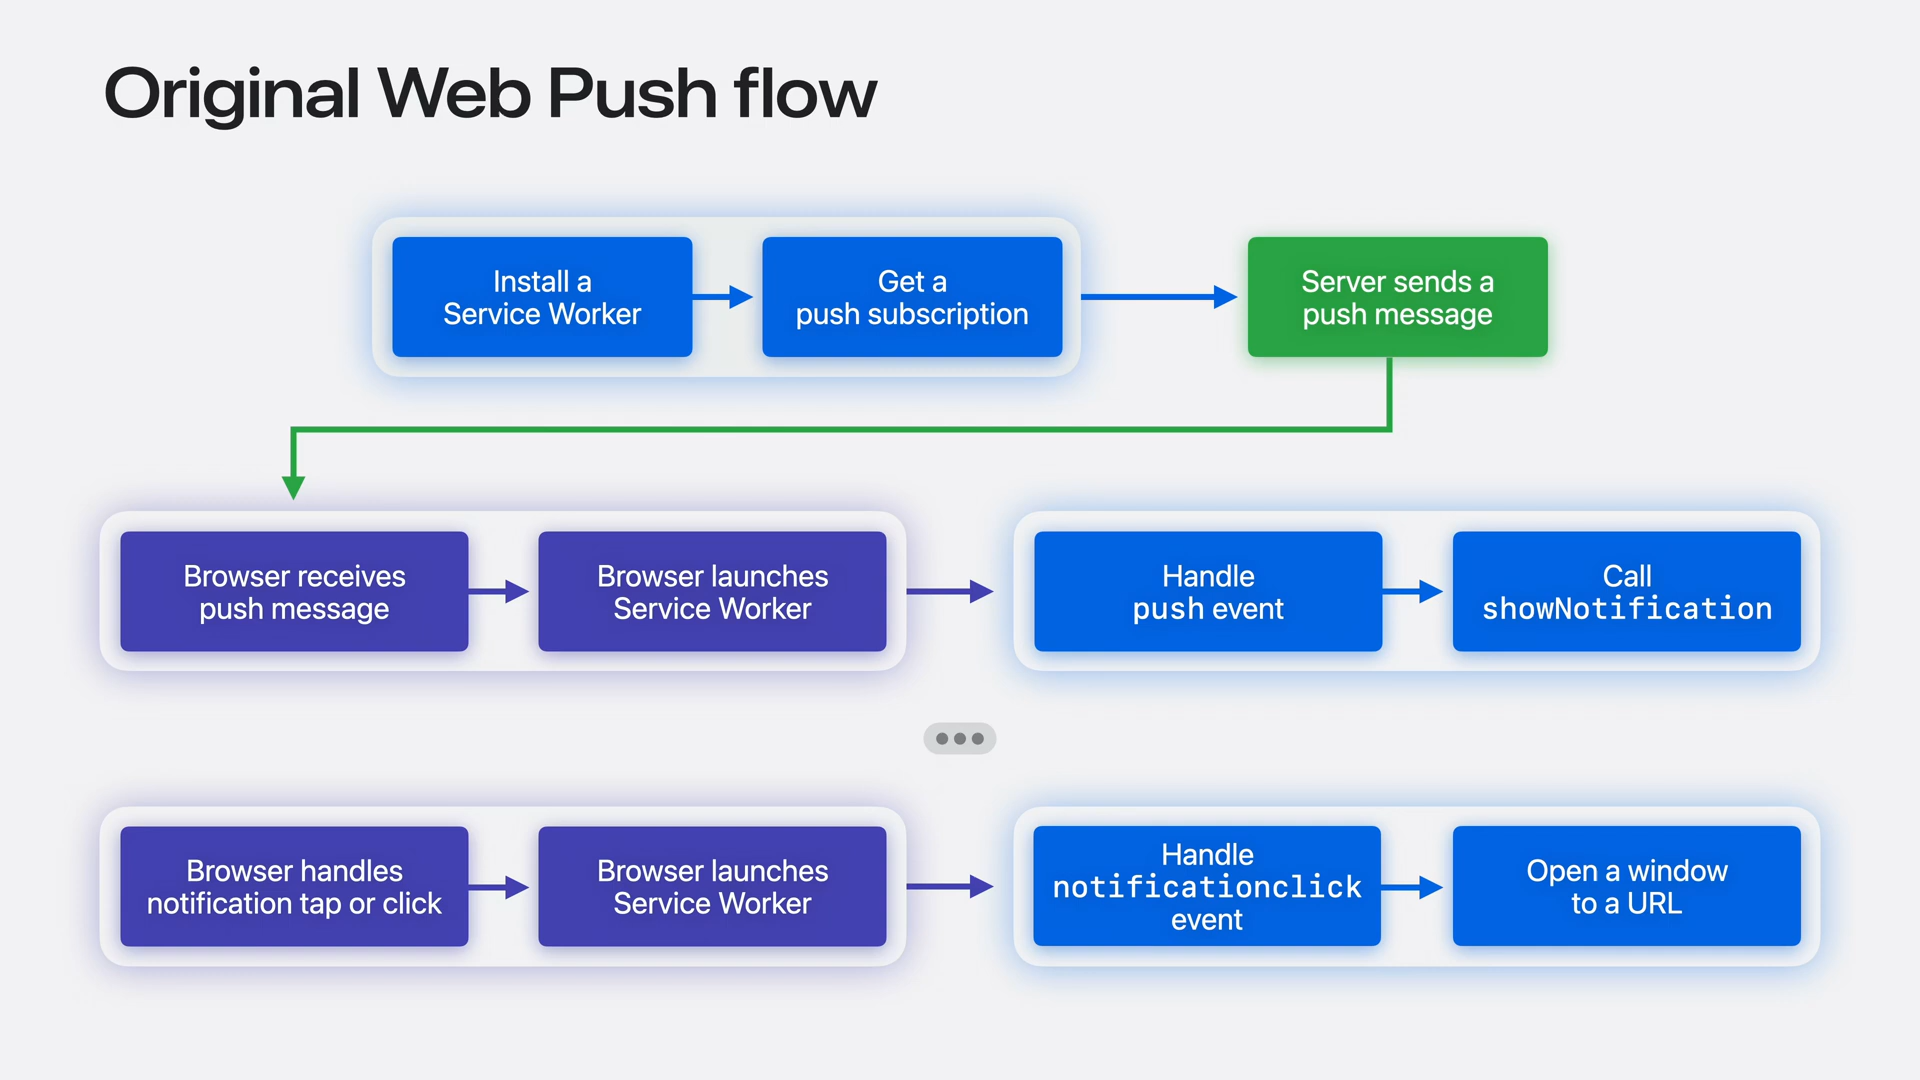 Original Web Push flow
Install a
Service Worker
Get a
push subscription
Server sends a
push message
Browser receives
push message
Browser launches
Service Worker
Handle
push event
Call
showNotification
Browser handles
notification tap or click
Browser launches
Service Worker
Handle
notificationclick
event
Open a window
to a URL